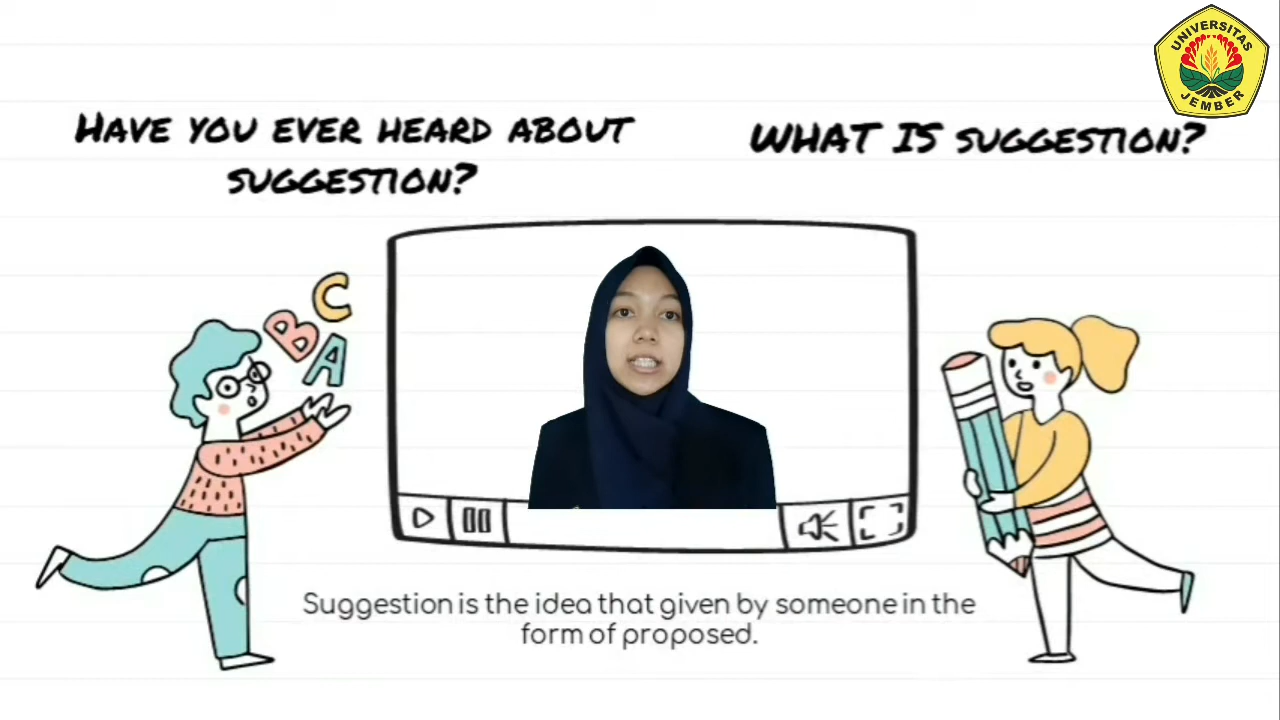 UNIVERSITAS
JEMBER
HAVE YOU EVER HEARD ABOUT
SUGGESTION?
WHAT IS SUGGESTION?
B C
A
Suggestion is the idea that given by someone in the
form of proposed.